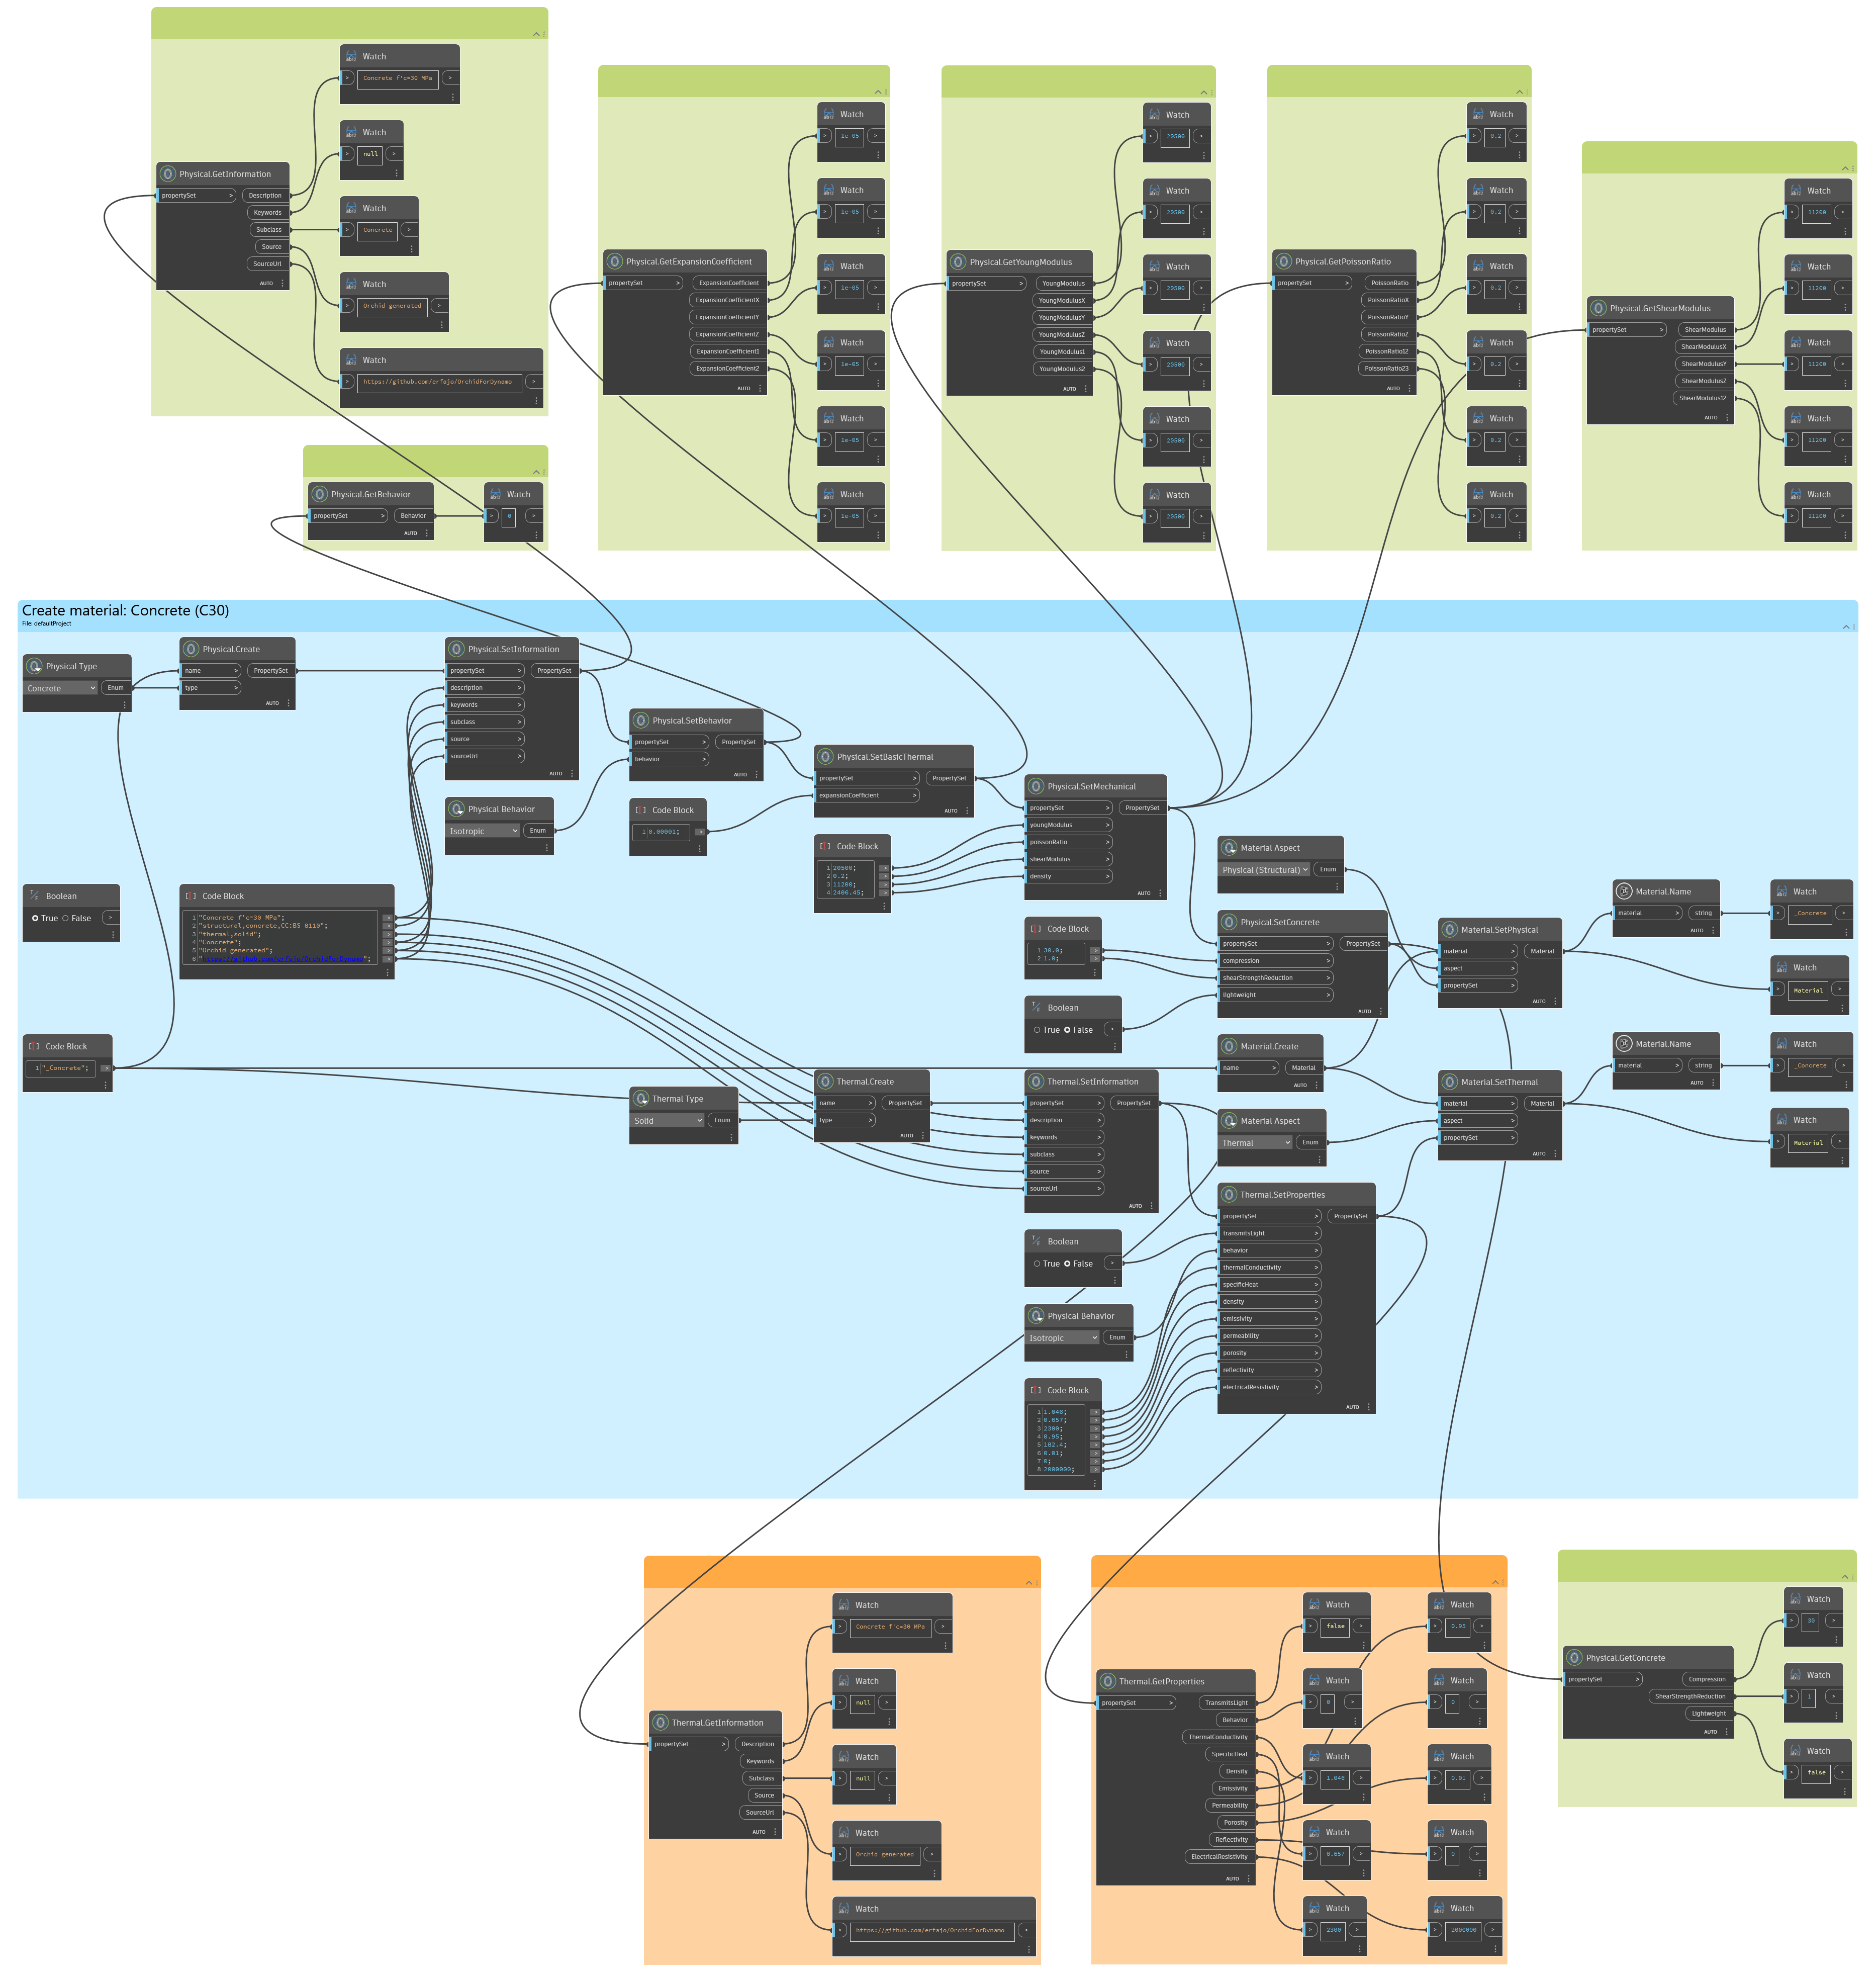 Watch
Concrete f'c=30 MPa
Watch
null
Physical.GetInformation
propertySet > Description
Keywords
Subclass
Source
SourceUrl
AUTO
Watch
Concrete
Watch
Orchid generated
Watch
https://github.com/erfajo/OrchidForDynamo
Physical.GetBehavior
propertySet > Behavior
AUTO
Watch
0
Physical.GetExpansionCoefficient
propertySet > ExpansionCoefficient
ExpansionCoefficientX
ExpansionCoefficientY
ExpansionCoefficientZ
ExpansionCoefficient1
ExpansionCoefficient2
AUTO
Watch
1e-05
Watch
1e-05
Watch
1e-05
Watch
1e-05
Watch
1e-05
Watch
1e-05
Physical.GetYoungModulus
propertySet > YoungModulus
YoungModulusX
YoungModulusY
YoungModulusZ
YoungModulus1
YoungModulus2
AUTO
Watch
20500
Watch
20500
Watch
20500
Watch
20500
Watch
20500
Watch
20500
Physical.GetPoissonRatio
propertySet > PoissonRatio
PoissonRatioX
PoissonRatioY
PoissonRatioZ
PoissonRatio12
PoissonRatio23
AUTO
Watch
0.2
Watch
0.2
Watch
0.2
Watch
0.2
Watch
0.2
Watch
0.2
Physical.GetShearModulus
propertySet > ShearModulus
ShearModulusX
ShearModulusY
ShearModulusZ
ShearModulus12
AUTO
Watch
11200
Watch
11200
Watch
11200
Watch
11200
Watch
11200
Create material: Concrete (C30)
File: defaultProject
Physical Type
Concrete Enum
Physical.Create
name > PropertySet
type >
AUTO
Physical.SetInformation
propertySet > PropertySet
description >
keywords >
subclass >
source >
sourceUrl >
AUTO
Physical.SetBehavior
propertySet > PropertySet
behavior >
AUTO
Physical Behavior
Isotropic Enum
Code Block
1 0.00001; >
Physical.SetBasicThermal
propertySet > PropertySet
expansionCoefficient >
AUTO
Code Block
1 20500; >
2 0.2; >
3 11200; >
4 2406.45; >
Physical.SetMechanical
propertySet > PropertySet
youngModulus >
poissonRatio >
shearModulus >
density >
AUTO
Boolean
True False >
Code Block
1 "Concrete f'c=30 MPa"; >
2 "structural,concrete,CC:BS 8110"; >
3 "thermal,solid"; >
4 "Concrete"; >
5 "Orchid generated"; >
6 "https://github.com/erfajo/OrchidForDynamo"; >
Code Block
1 "_Concrete"; >
Code Block
1 30.0; >
2 1.0; >
Boolean
True False >
Material Aspect
Physical (Structural) Enum
Physical.SetConcrete
propertySet > PropertySet
compression >
shearStrengthReduction >
lightweight >
AUTO
Material.Create
name > Material
AUTO
Material.SetPhysical
material > Material
aspect >
propertySet >
AUTO
Material.Name
material > string
AUTO
Watch
_Concrete
Watch
Material
Thermal Type
Solid Enum
Thermal.Create
name > PropertySet
type >
AUTO
Thermal.SetInformation
propertySet > PropertySet
description >
keywords >
subclass >
source >
sourceUrl >
AUTO
Material Aspect
Thermal Enum
Material.SetThermal
material > Material
aspect >
propertySet >
AUTO
Material.Name
material > string
AUTO
Watch
_Concrete
Watch
Material
Boolean
True False >
Physical Behavior
Isotropic Enum
Code Block
1 1.046; >
2 0.657; >
3 2300; >
4 0.95; >
5 182.4; >
6 0.01; >
7 0; >
8 2000000; >
Thermal.SetProperties
propertySet > PropertySet
transmitsLight >
behavior >
thermalConductivity >
specificHeat >
density >
emissivity >
permeability >
porosity >
reflectivity >
electricalResistivity >
AUTO
Thermal.GetInformation
propertySet > Description
Keywords
Subclass
Source
SourceUrl
AUTO
Watch
Concrete f'c=30 MPa
Watch
null
Watch
null
Watch
Orchid generated
Watch
https://github.com/erfajo/OrchidForDynamo
Thermal.GetProperties
propertySet > TransmitsLight
Behavior
ThermalConductivity
SpecificHeat
Density
Emissivity
Permeability
Porosity
Reflectivity
ElectricalResistivity
AUTO
Watch
false
Watch
0
Watch
1.046
Watch
0.657
Watch
2300
Watch
0.95
Watch
0
Watch
0.01
Watch
0
Watch
2000000
Physical.GetConcrete
propertySet > Compression
ShearStrengthReduction
Lightweight
AUTO
Watch
30
Watch
1
Watch
false